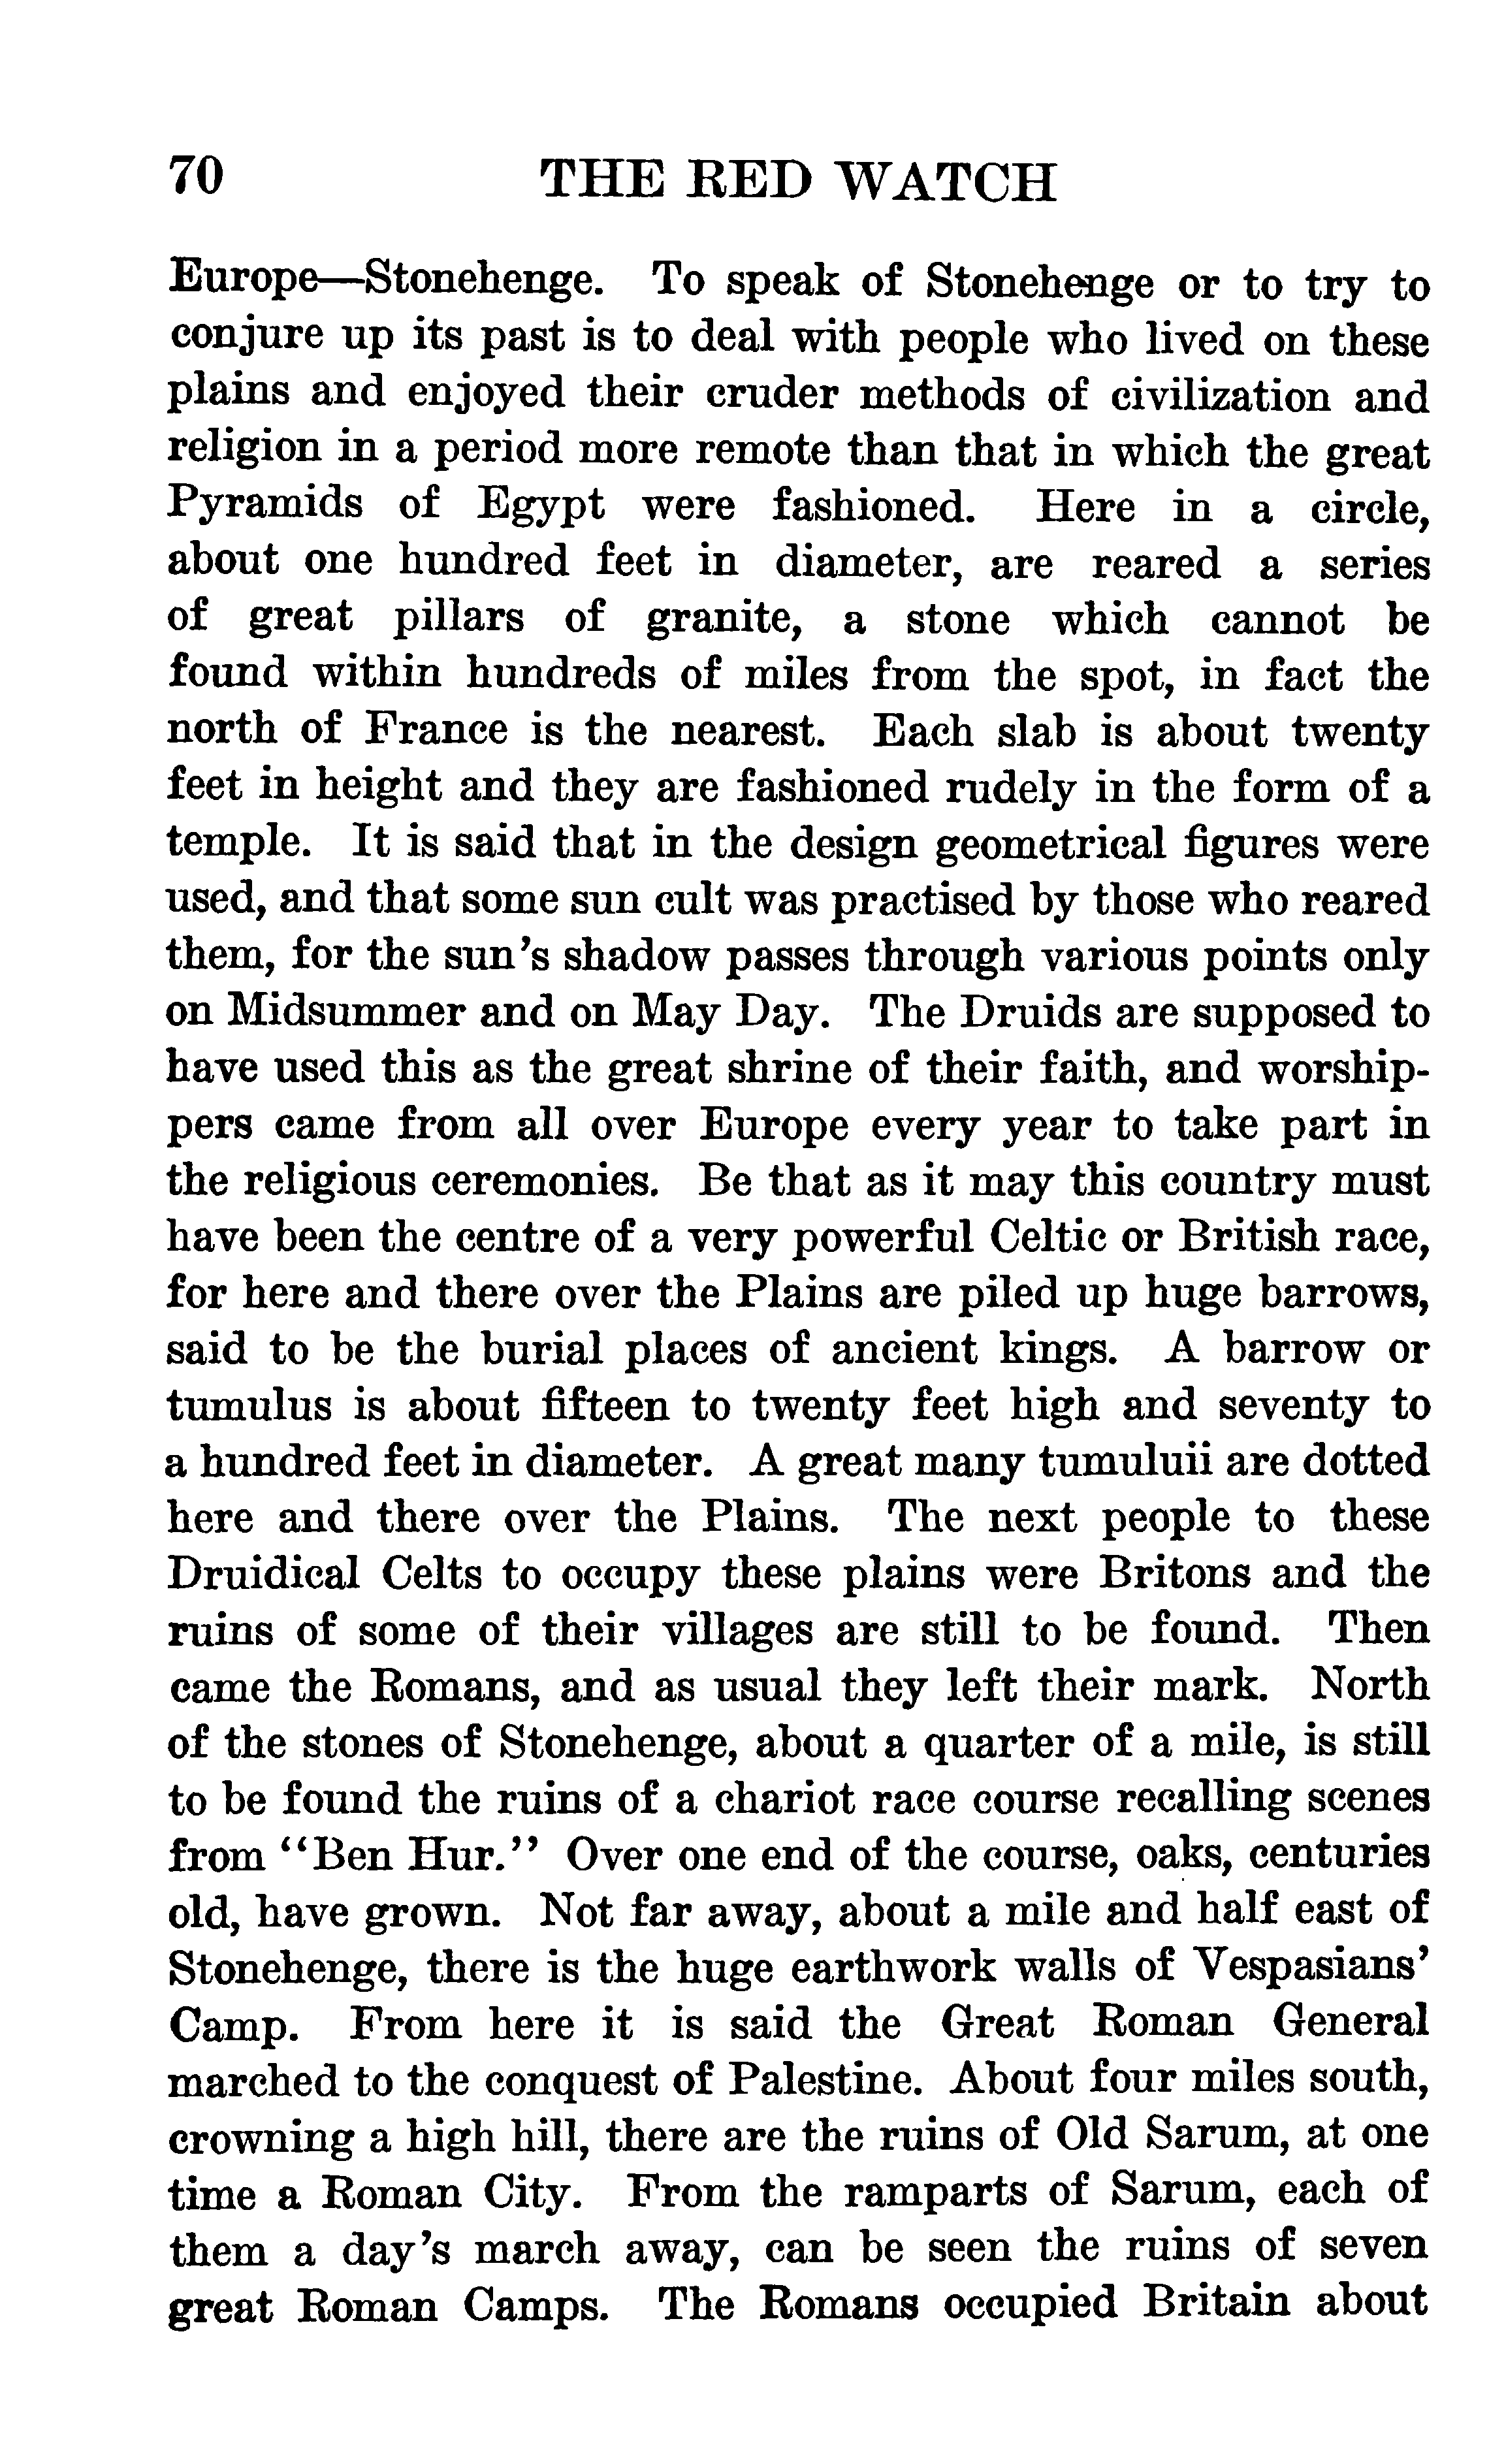 70 THE RED WATCH
Europe—Stonehenge. To speak of Stonehenge or to try to
conjure up its past is to deal with people who lived on these
plains and enjoyed their cruder methods of civilization and
religion in a period more remote than that in which the great
Pyramids of Egypt were fashioned. Here in a circle,
about one hundred feet in diameter, are reared a series
of great pillars of granite, a stone which cannot be
found within hundreds of miles from the spot, in fact the
north of France is the nearest. Each slab is about twenty
feet in height and they are fashioned rudely in the form of a
temple. It is said that in the design geometrical figures were
used, and that some sun cult was practised by those who reared
them, for the sun's shadow passes through various points only
on Midsummer and on May Day. The Druids are supposed to
have used this as the great shrine of their faith, and worship-
pers came from all over Europe every year to take part in
the religious ceremonies. Be that as it may this country must
have been the centre of a very powerful Celtic or British race,
for here and there over the Plains are piled up huge barrows,
said to be the burial places of ancient kings. A barrow or
tumulus is about fifteen to twenty feet high and seventy to
a hundred feet in diameter. A great many tumuluii are dotted
here and there over the Plains. The next people to these
Druidical Celts to occupy these plains were Britons and the
ruins of some of their villages are still to be found. Then
came the Romans, and as usual they left their mark. North
of the stones of Stonehenge, about a quarter of a mile, is still
to be found the ruins of a chariot race course recalling scenes
from "Ben Hur." Over one end of the course, oaks, centuries
old, have grown. Not far away, about a mile and half east of
Stonehenge, there is the huge earthwork walls of Vespasians'
Camp. From here it is said the Great Roman General
marched to the conquest of Palestine. About four miles south,
crowning a high hill, there are the ruins of Old Sarum, at one
time a Roman City. From the ramparts of Sarum, each of
them a day's march away, can be seen the ruins of seven
great Roman Camps. The Romans occupied Britain about